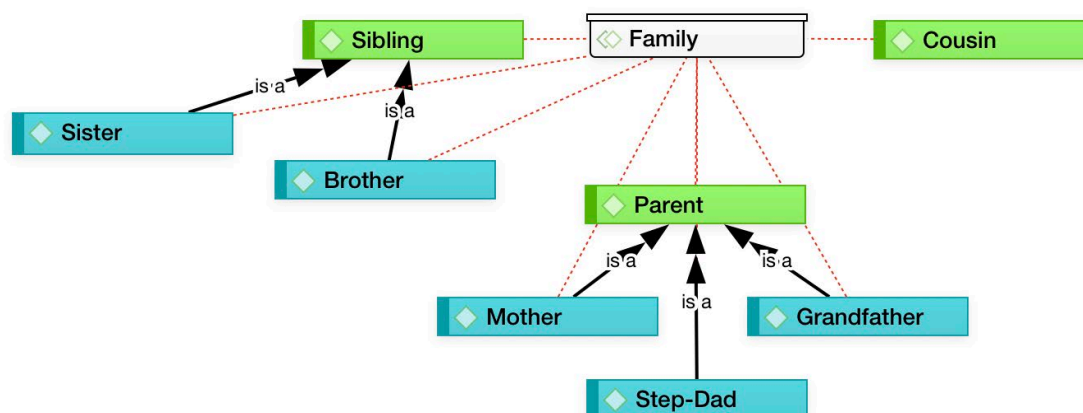 Sibling
Family
Cousin
is a
is a
Sister
Brother
Parent
is a
is a
is a
Mother
Grandfather
Step-Dad